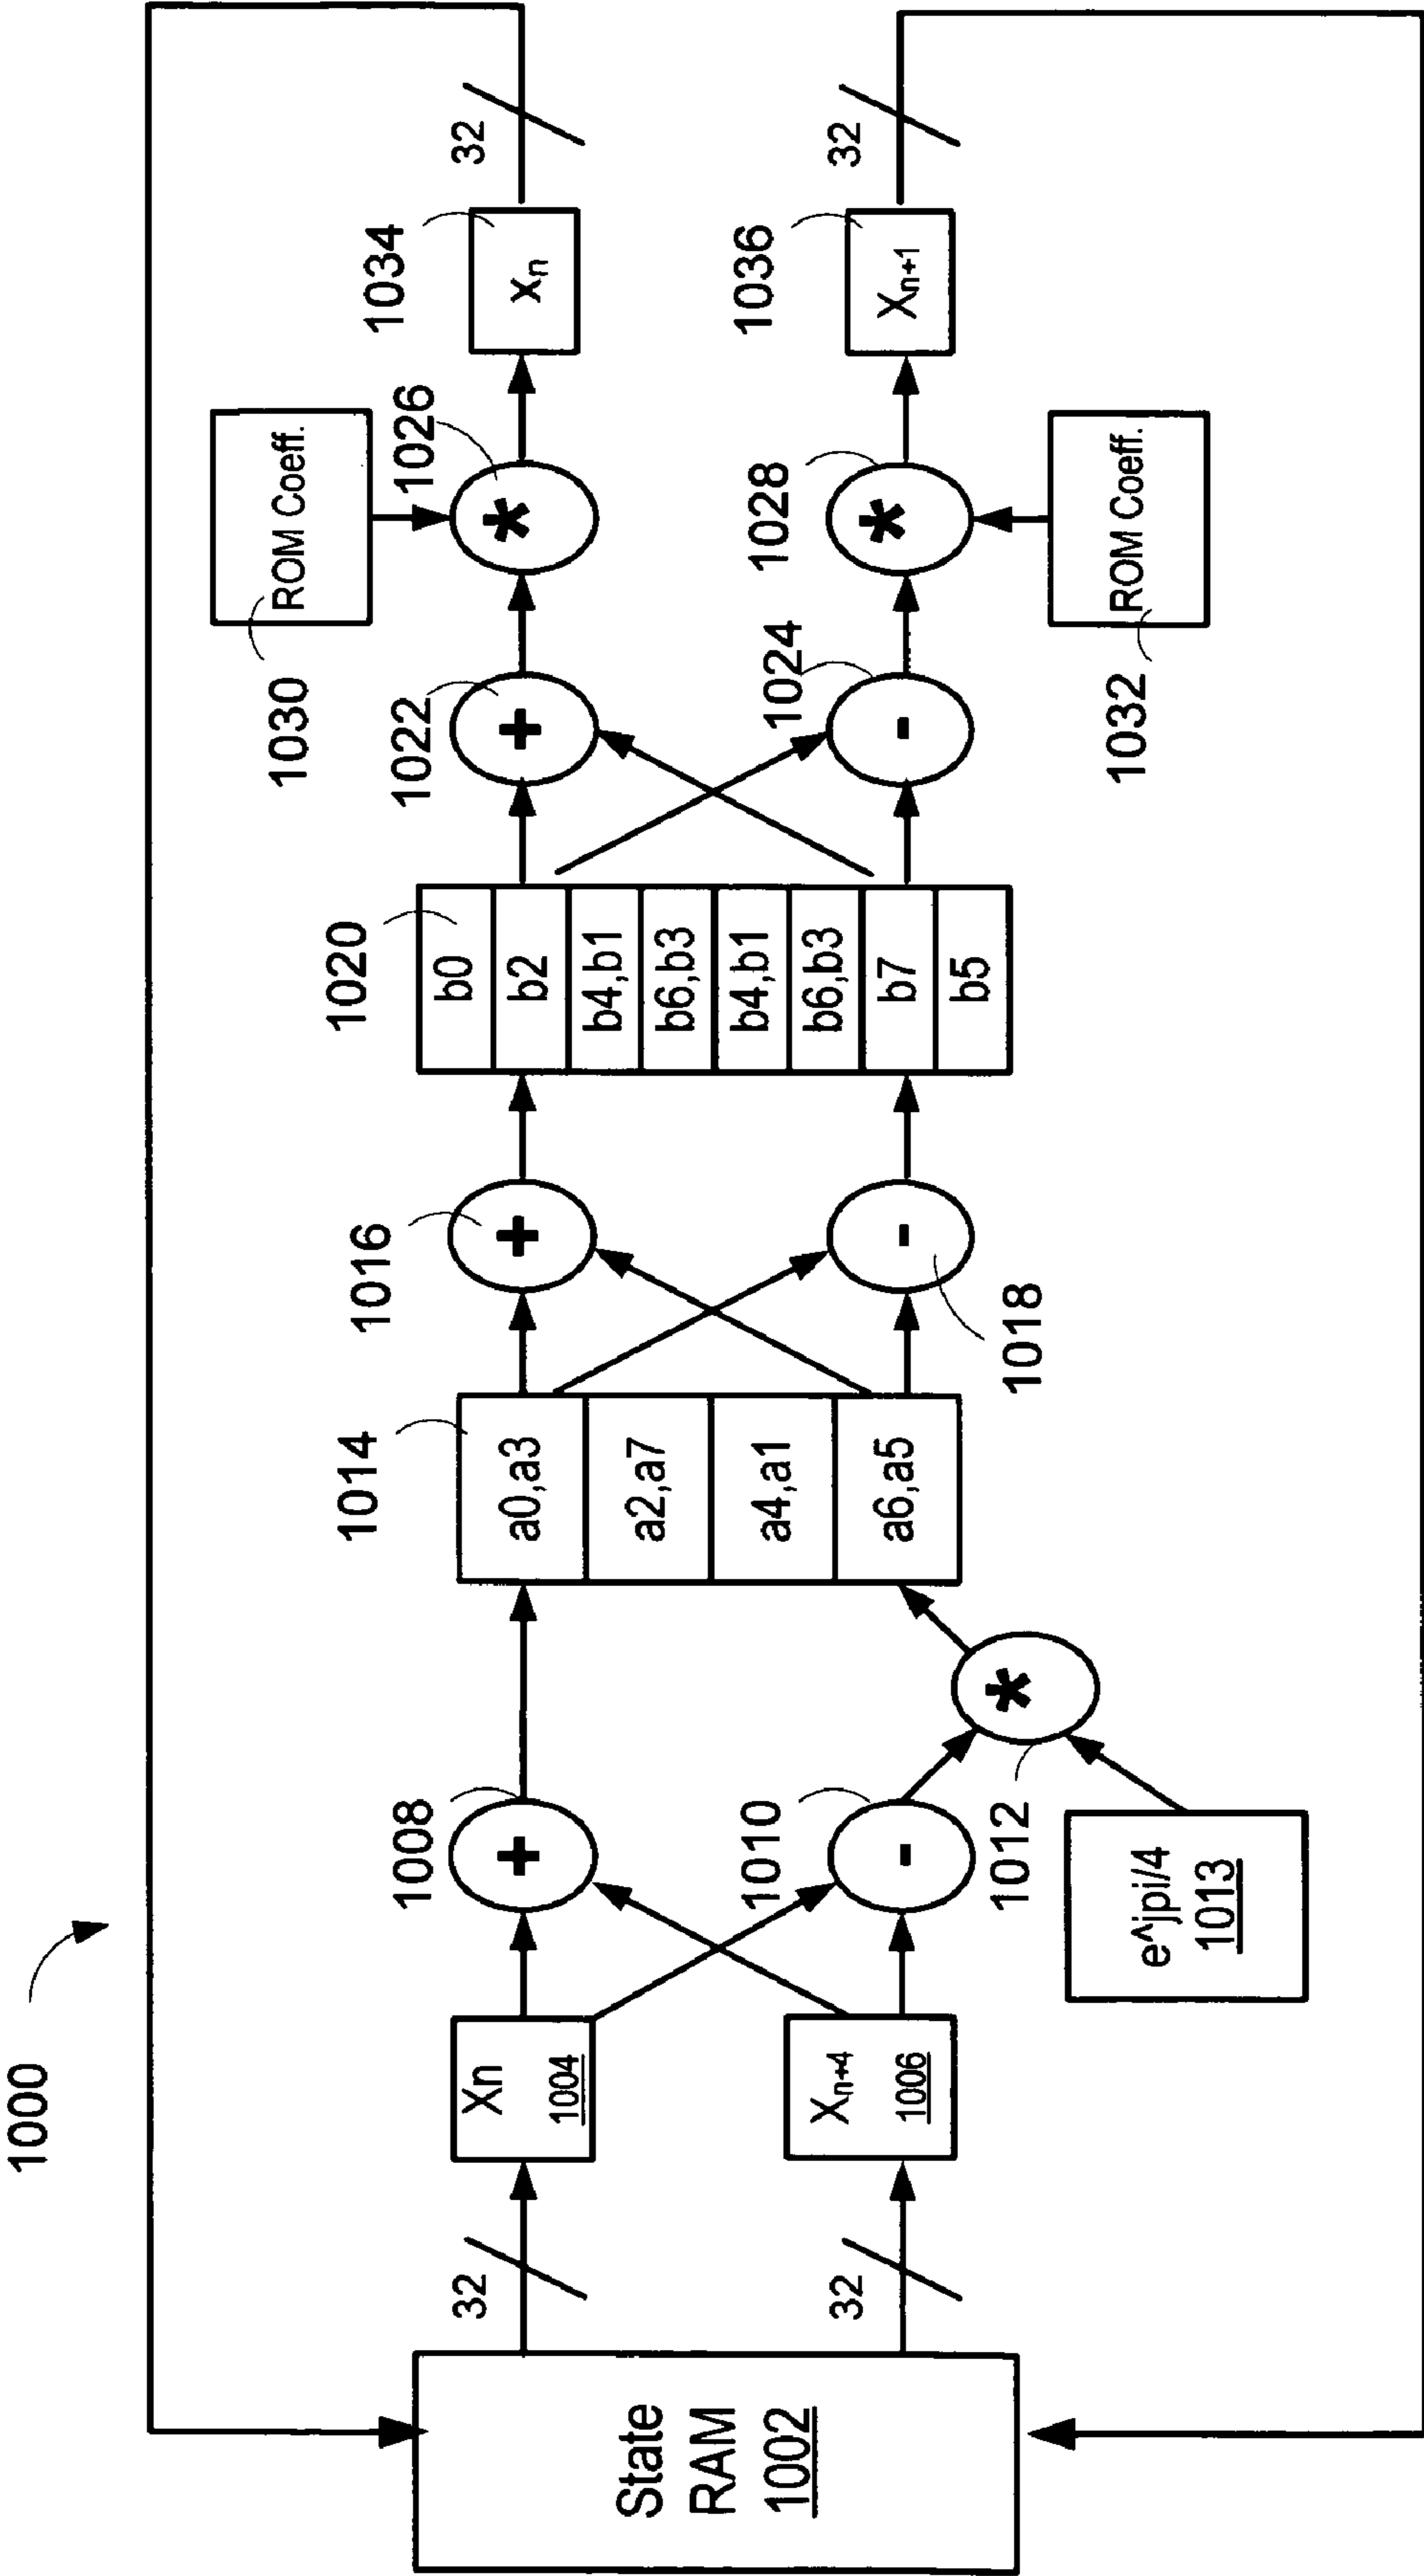 1000
State
RAM
1002
32
32
Xn
1004
Xn+4
1006
1008
+
1010
-
1012
*
e^jpi/4
1013
1014
a0,a3
a2,a7
a4,a1
a6,a5
1016
+
1018
-
1020
b0
b2
b4,b1
b6,b3
b4,b1
b6,b3
b7
b5
1022
+
1024
-
1030
ROM Coeff.
1026
*
1028
*
1032
ROM Coeff.
1034
xn
1036
Xn+1
32
32